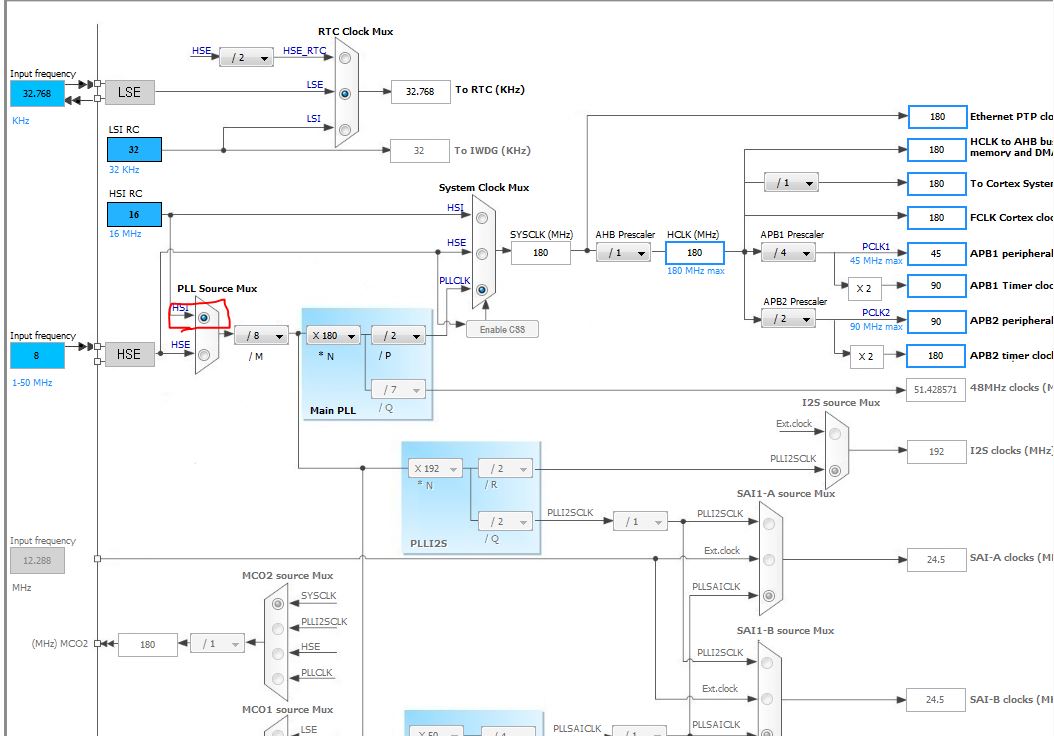 RTC Clock Mux
HSE
/ 2
HSE_RTC
Input frequency
32.768
KHz
LSE
LSE
32.768
To RTC (KHz)
LSI RC
32
32 KHz
LSI
32
To IWDG (KHz)
HSI RC
16
16 MHz
System Clock Mux
HSI
HSE
PLLCLK
Enable CSS
SYSCLK (MHz)
180
AHB Prescaler
/ 1
HCLK (MHz)
180
180 MHz max
180
Ethernet PTP clo
180
HCLK to AHB bu
memory and DMA
/ 1
180
To Cortex System
180
FCLK Cortex cloc
APB1 Prescaler
/ 4
PCLK1
45 MHz max
45
APB1 peripheral
X 2
90
APB1 Timer cloc
APB2 Prescaler
/ 2
PCLK2
90 MHz max
90
APB2 peripheral
X 2
180
APB2 timer clock
PLL Source Mux
HSI
HSE
Input frequency
8
1-50 MHz
HSE
/ 8
/ M
X 180
* N
/ 2
/ P
/ 7
/ Q
Main PLL
51.428571
48MHz clocks (M
I2S source Mux
Ext.clock
PLLI2SCLK
192
I2S clocks (MHz)
X 192
* N
/ 2
/ R
/ 2
/ Q
PLLI2S
PLLI2SCLK
/ 1
SAI1-A source Mux
PLLI2SCLK
Ext.clock
PLLSAICLK
24.5
SAI-A clocks (MH
Input frequency
12.288
MHz
MCO2 source Mux
SYSCLK
PLLI2SCLK
HSE
PLLCLK
(MHz) MCO2
180
/ 1
SAI1-B source Mux
PLLI2SCLK
Ext.clock
PLLSAICLK
24.5
SAI-B clocks (MH
MCO1 source Mux
LSE
X 50
/ 4
PLLSAICLK
/ 1